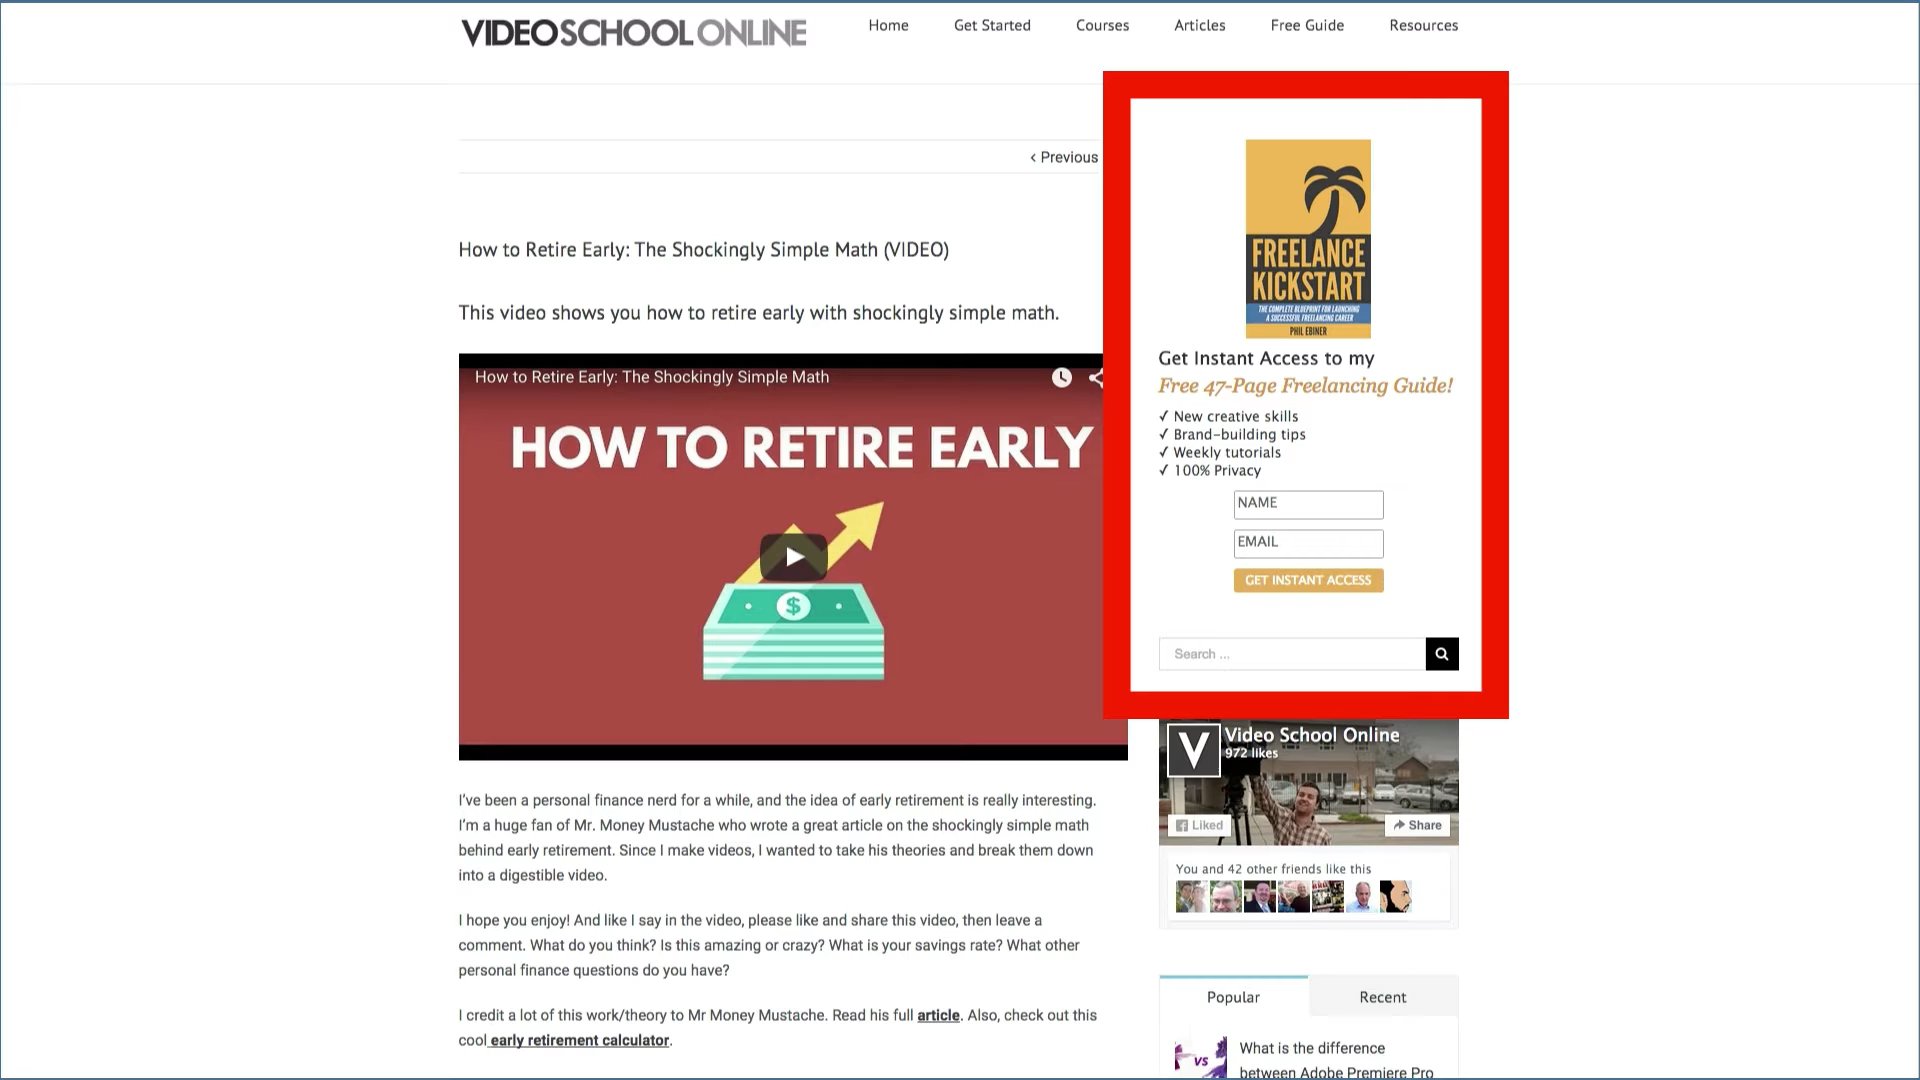 VIDEOSCHOOLONLINE
Home
Get Started
Courses
Articles
Free Guide
Resources
‹ Previous
How to Retire Early: The Shockingly Simple Math (VIDEO)
This video shows you how to retire early with shockingly simple math.
How to Retire Early: The Shockingly Simple Math
HOW TO RETIRE EARLY
$
I've been a personal finance nerd for a while, and the idea of early retirement is really interesting.
I'm a huge fan of Mr. Money Mustache who wrote a great article on the shockingly simple math
behind early retirement. Since I make videos, I wanted to take his theories and break them down
into a digestible video.
I hope you enjoy! And like I say in the video, please like and share this video, then leave a
comment. What do you think? Is this amazing or crazy? What is your savings rate? What other
personal finance questions do you have?
I credit a lot of this work/theory to Mr Money Mustache. Read his full article. Also, check out this
cool early retirement calculator.
FREELANCE
KICKSTART
THE COMPLETE BLUEPRINT FOR LAUNCHING
A SUCCESSFUL FREELANCING CAREER
PHIL EBINER
Get Instant Access to my
Free 47-Page Freelancing Guide!
✓ New creative skills
✓ Brand-building tips
✓ Weekly tutorials
✓ 100% Privacy
NAME
EMAIL
GET INSTANT ACCESS
Search ...
V
Video School Online
972 likes
Liked
Share
You and 42 other friends like this
Popular
Recent
VS
What is the difference
between Adobe Premiere Pro